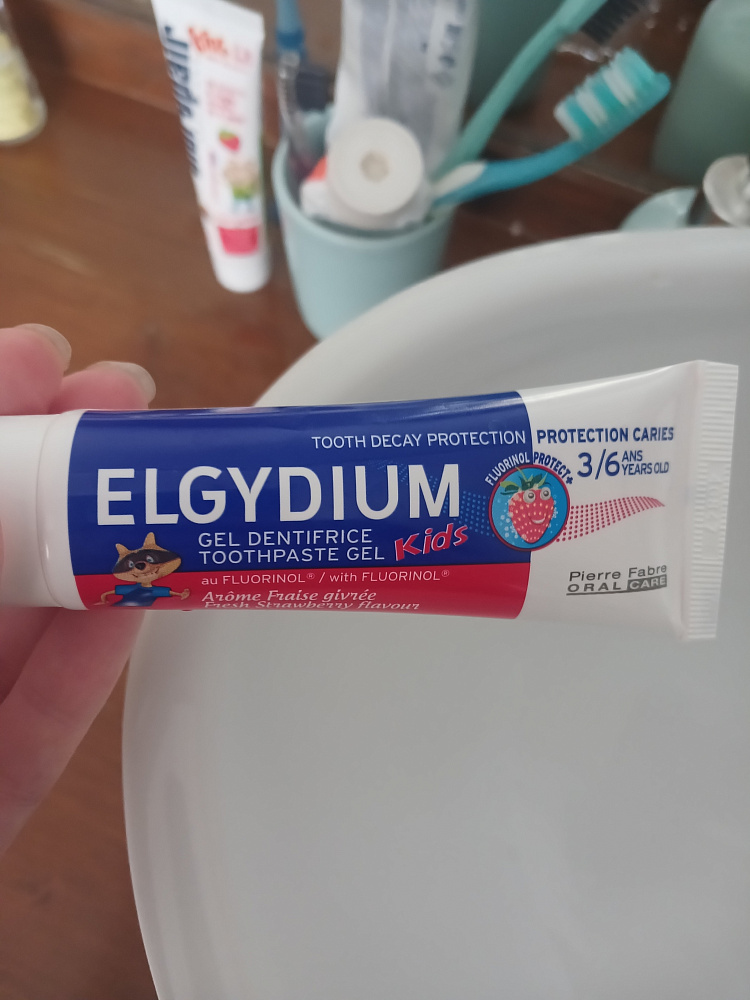 TOOTH DECAY PROTECTION PROTECTION CARIES
3/6 ANS
YEARS OLD
FLUORINOL PROTECT+
ELGYDIUM
GEL DENTIFRICE
TOOTHPASTE GEL Kids
au FLUORINOL® / with FLUORINOL®
Arôme Fraise givrée
Fresh Strawberry flavour
Pierre Fabre
ORAL CARE